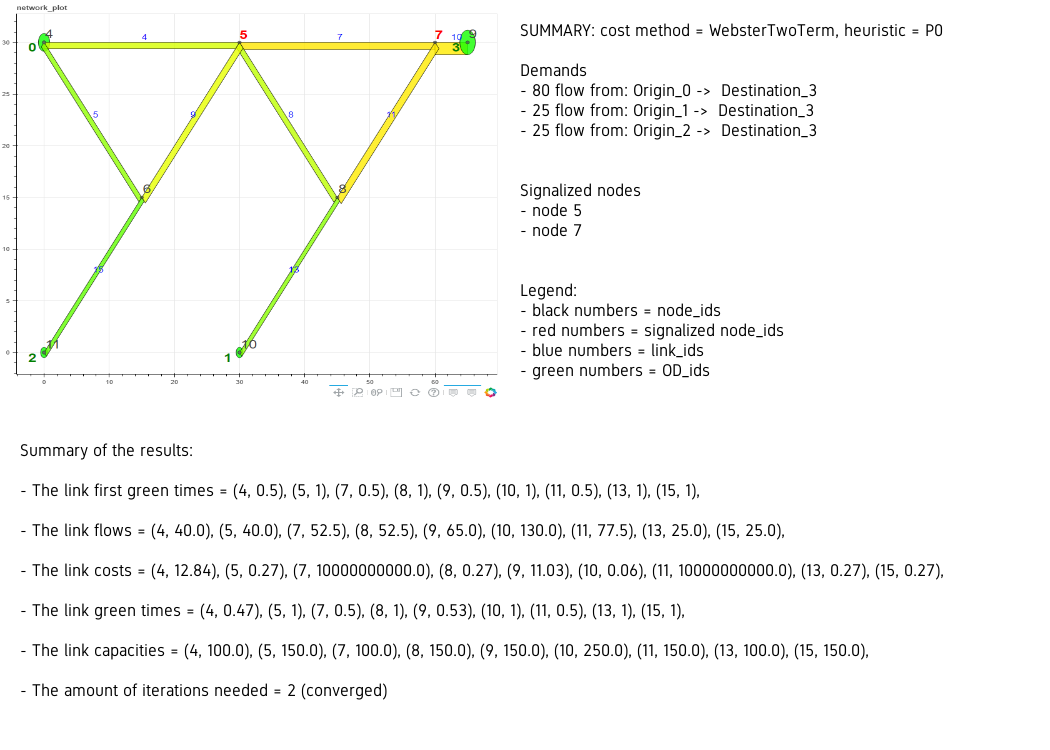 network_plot
4
4
5
7
7
10
9
0
3
30
25
5
9
8
11
20
6
8
15
10
15
13
5
11
10
0
2
1
0
10
20
30
40
50
60
SUMMARY: cost method = WebsterTwoTerm, heuristic = P0
Demands
- 80 flow from: Origin_0 -> Destination_3
- 25 flow from: Origin_1 -> Destination_3
- 25 flow from: Origin_2 -> Destination_3
Signalized nodes
- node 5
- node 7
Legend:
- black numbers = node_ids
- red numbers = signalized node_ids
- blue numbers = link_ids
- green numbers = OD_ids
Summary of the results:
- The link first green times = (4, 0.5), (5, 1), (7, 0.5), (8, 1), (9, 0.5), (10, 1), (11, 0.5), (13, 1), (15, 1),
- The link flows = (4, 40.0), (5, 40.0), (7, 52.5), (8, 52.5), (9, 65.0), (10, 130.0), (11, 77.5), (13, 25.0), (15, 25.0),
- The link costs = (4, 12.84), (5, 0.27), (7, 10000000000.0), (8, 0.27), (9, 11.03), (10, 0.06), (11, 10000000000.0), (13, 0.27), (15, 0.27),
- The link green times = (4, 0.47), (5, 1), (7, 0.5), (8, 1), (9, 0.53), (10, 1), (11, 0.5), (13, 1), (15, 1),
- The link capacities = (4, 100.0), (5, 150.0), (7, 100.0), (8, 150.0), (9, 150.0), (10, 250.0), (11, 150.0), (13, 100.0), (15, 150.0),
- The amount of iterations needed = 2 (converged)